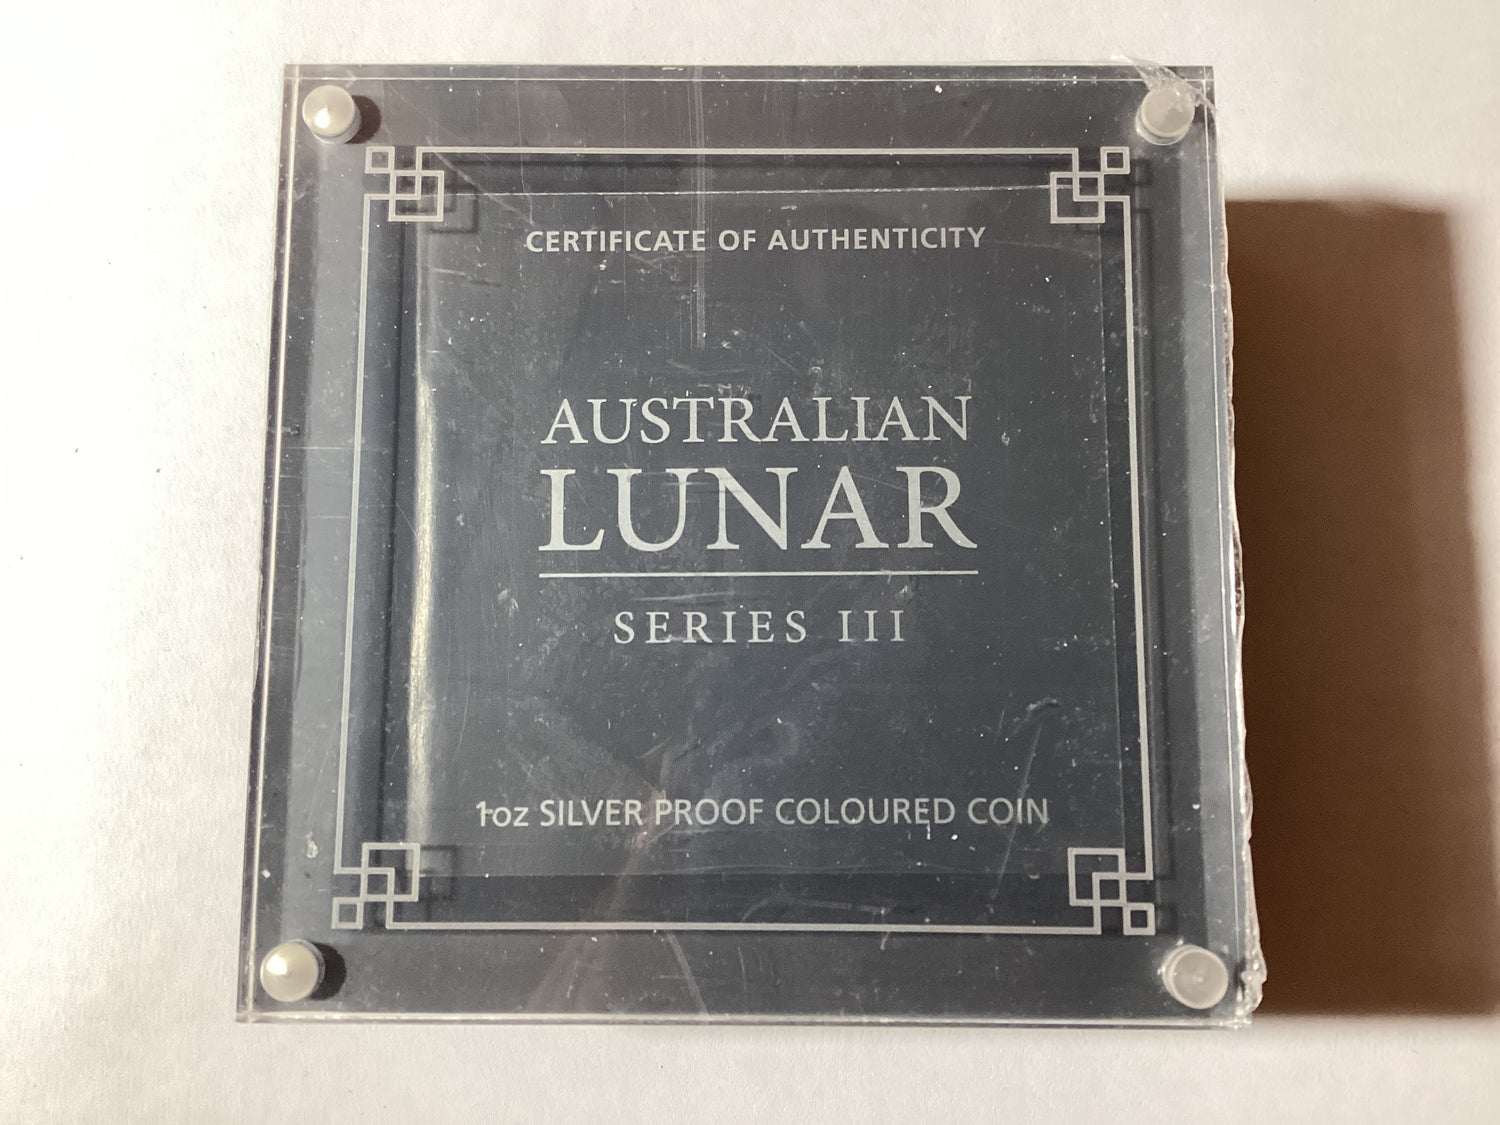 CERTIFICATE OF AUTHENTICITY
AUSTRALIAN
LUNAR
SERIES III
1oz SILVER PROOF COLOURED COIN